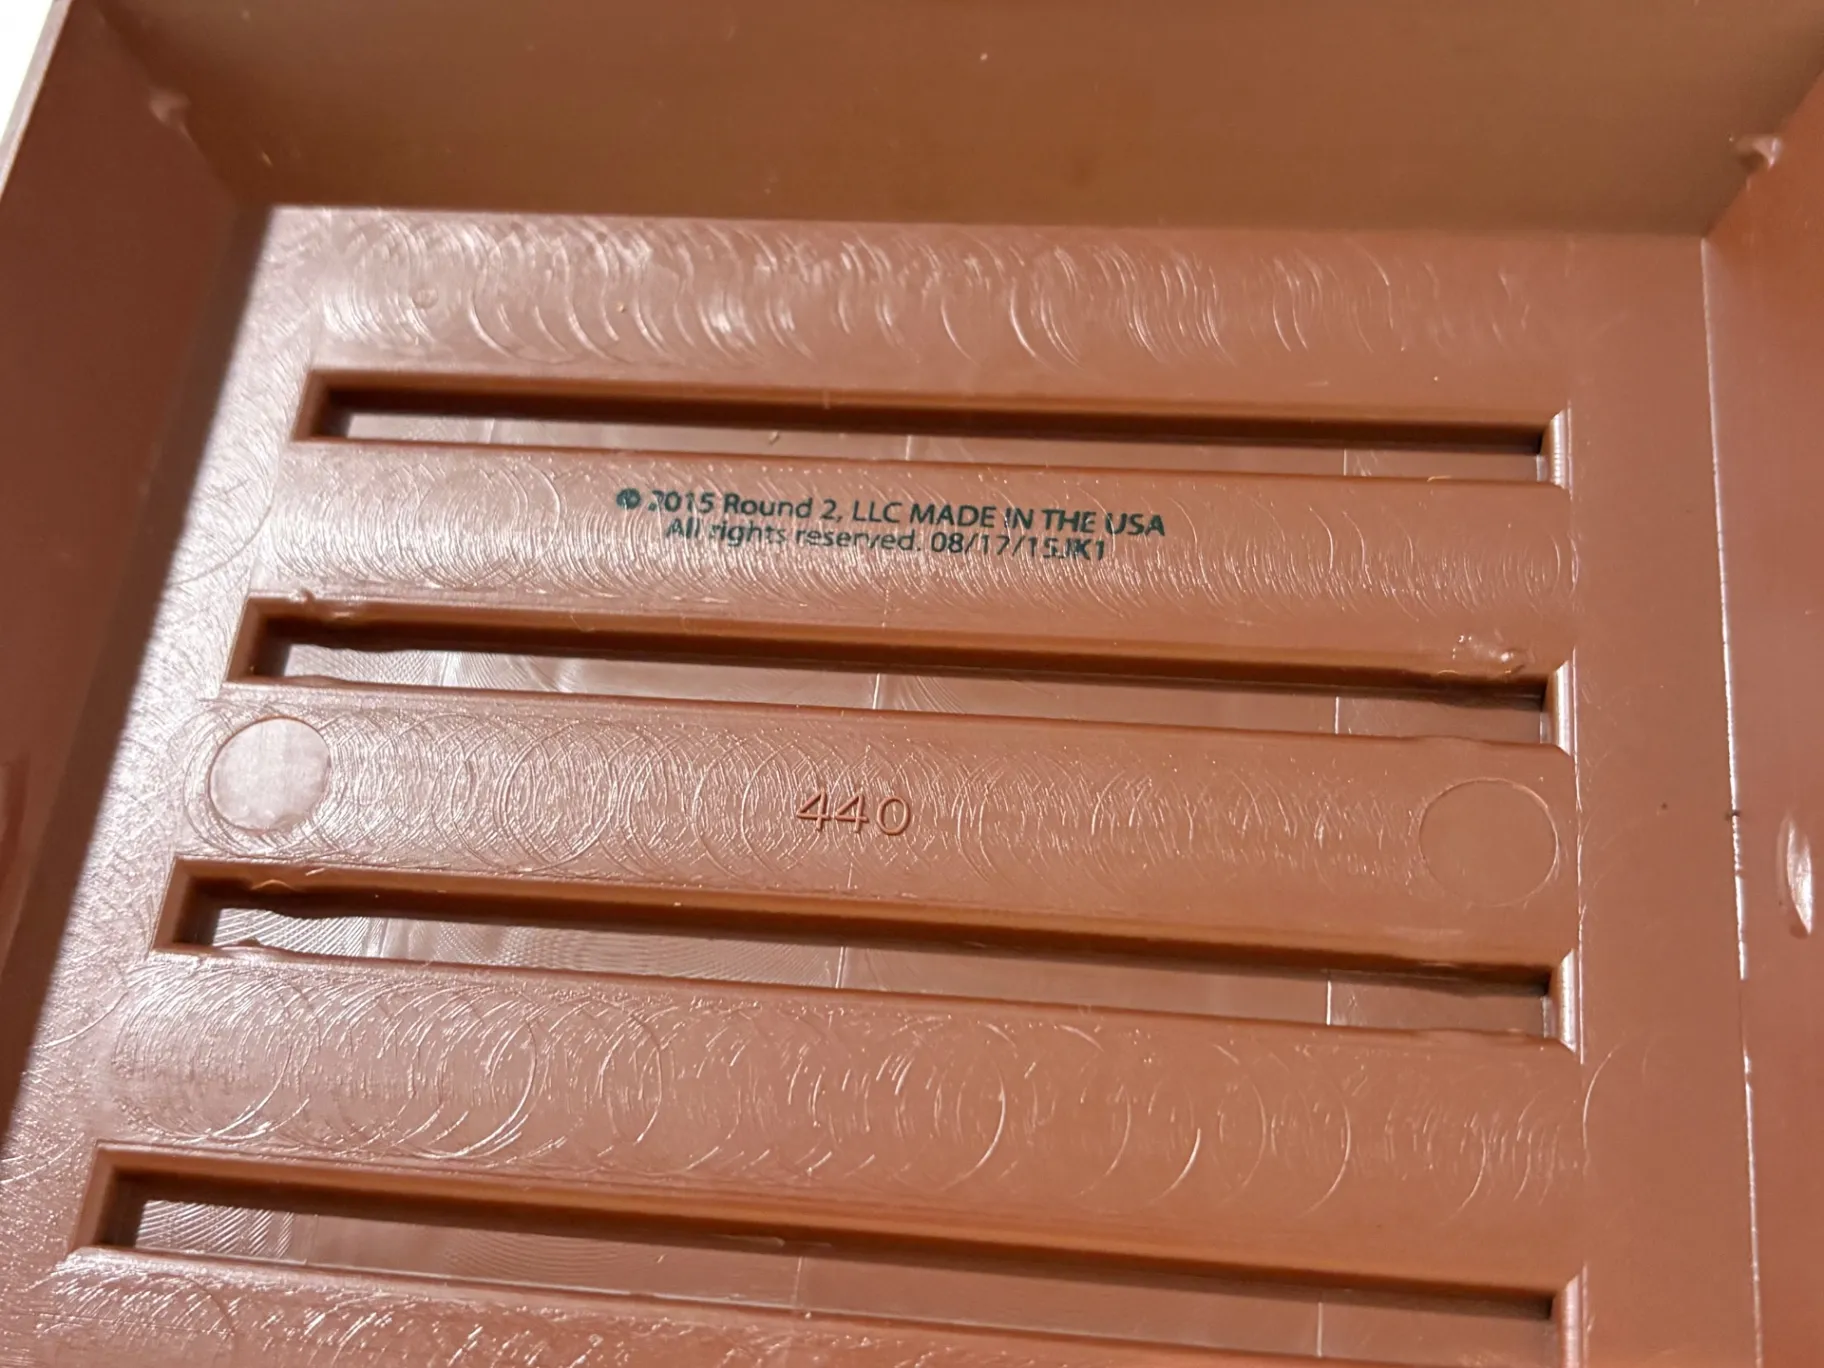 © 2015 Round 2, LLC MADE IN THE USA
All rights reserved. 08/17/15JK1
440